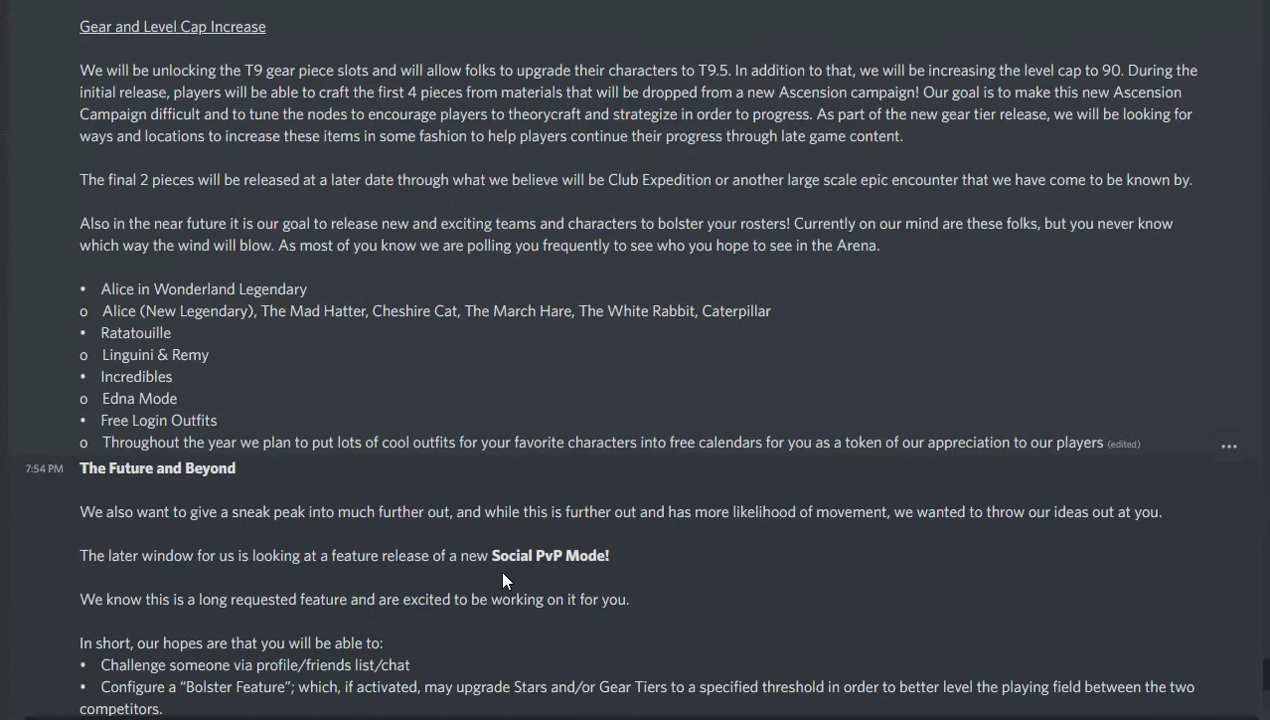 Gear and Level Cap Increase
We will be unlocking the T9 gear piece slots and will allow folks to upgrade their characters to T9.5. In addition to that, we will be increasing the level cap to 90. During the
initial release, players will be able to craft the first 4 pieces from materials that will be dropped from a new Ascension campaign! Our goal is to make this new Ascension
Campaign difficult and to tune the nodes to encourage players to theorycraft and strategize in order to progress. As part of the new gear tier release, we will be looking for
ways and locations to increase these items in some fashion to help players continue their progress through late game content.
The final 2 pieces will be released at a later date through what we believe will be Club Expedition or another large scale epic encounter that we have come to be known by.
Also in the near future it is our goal to release new and exciting teams and characters to bolster your rosters! Currently on our mind are these folks, but you never know
which way the wind will blow. As most of you know we are polling you frequently to see who you hope to see in the Arena.
• Alice in Wonderland Legendary
o Alice (New Legendary), The Mad Hatter, Cheshire Cat, The March Hare, The White Rabbit, Caterpillar
• Ratatouille
o Linguini & Remy
• Incredibles
o Edna Mode
• Free Login Outfits
o Throughout the year we plan to put lots of cool outfits for your favorite characters into free calendars for you as a token of our appreciation to our players (edited)
7:54 PM The Future and Beyond
We also want to give a sneak peak into much further out, and while this is further out and has more likelihood of movement, we wanted to throw our ideas out at you.
The later window for us is looking at a feature release of a new Social PvP Mode!
We know this is a long requested feature and are excited to be working on it for you.
In short, our hopes are that you will be able to:
• Challenge someone via profile/friends list/chat
• Configure a “Bolster Feature”; which, if activated, may upgrade Stars and/or Gear Tiers to a specified threshold in order to better level the playing field between the two
competitors.